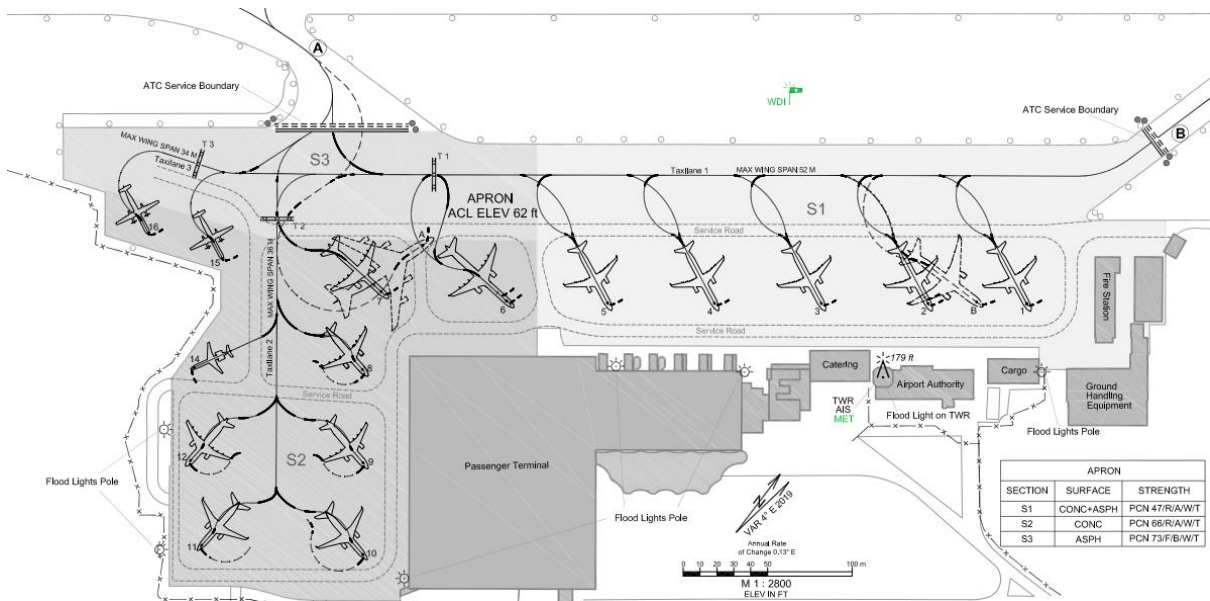 A
ATC Service Boundary
WDI
ATC Service Boundary
B
MAX WING SPAN 34 M
T 3
Taxilane 3
S3
T 1
Taxilane 1
MAX WING SPAN 52 M
APRON
ACL ELEV 62 ft
S1
T 2
Service Road
A
16
15
MAX WING SPAN 36 M
Taxilane 2
6
5
4
3
2
B
1
Fire Station
Service Road
14
8
Service Road
Catering
179 ft
Airport Authority
Cargo
Ground
Handling
Equipment
TWR
AIS
MET
Flood Light on TWR
Flood Lights Pole
12
9
S2
Passenger Terminal
Flood Lights Pole
Flood Lights Pole
11
10
VAR 4° E 2019
Annual Rate
of Change 0,13° E
0 10 20 30 40 50 100 m
M 1 : 2800
ELEV IN FT
APRON
SECTION SURFACE STRENGTH
S1 CONC+ASPH PCN 47/R/A/W/T
S2 CONC PCN 66/R/A/W/T
S3 ASPH PCN 73/F/B/W/T